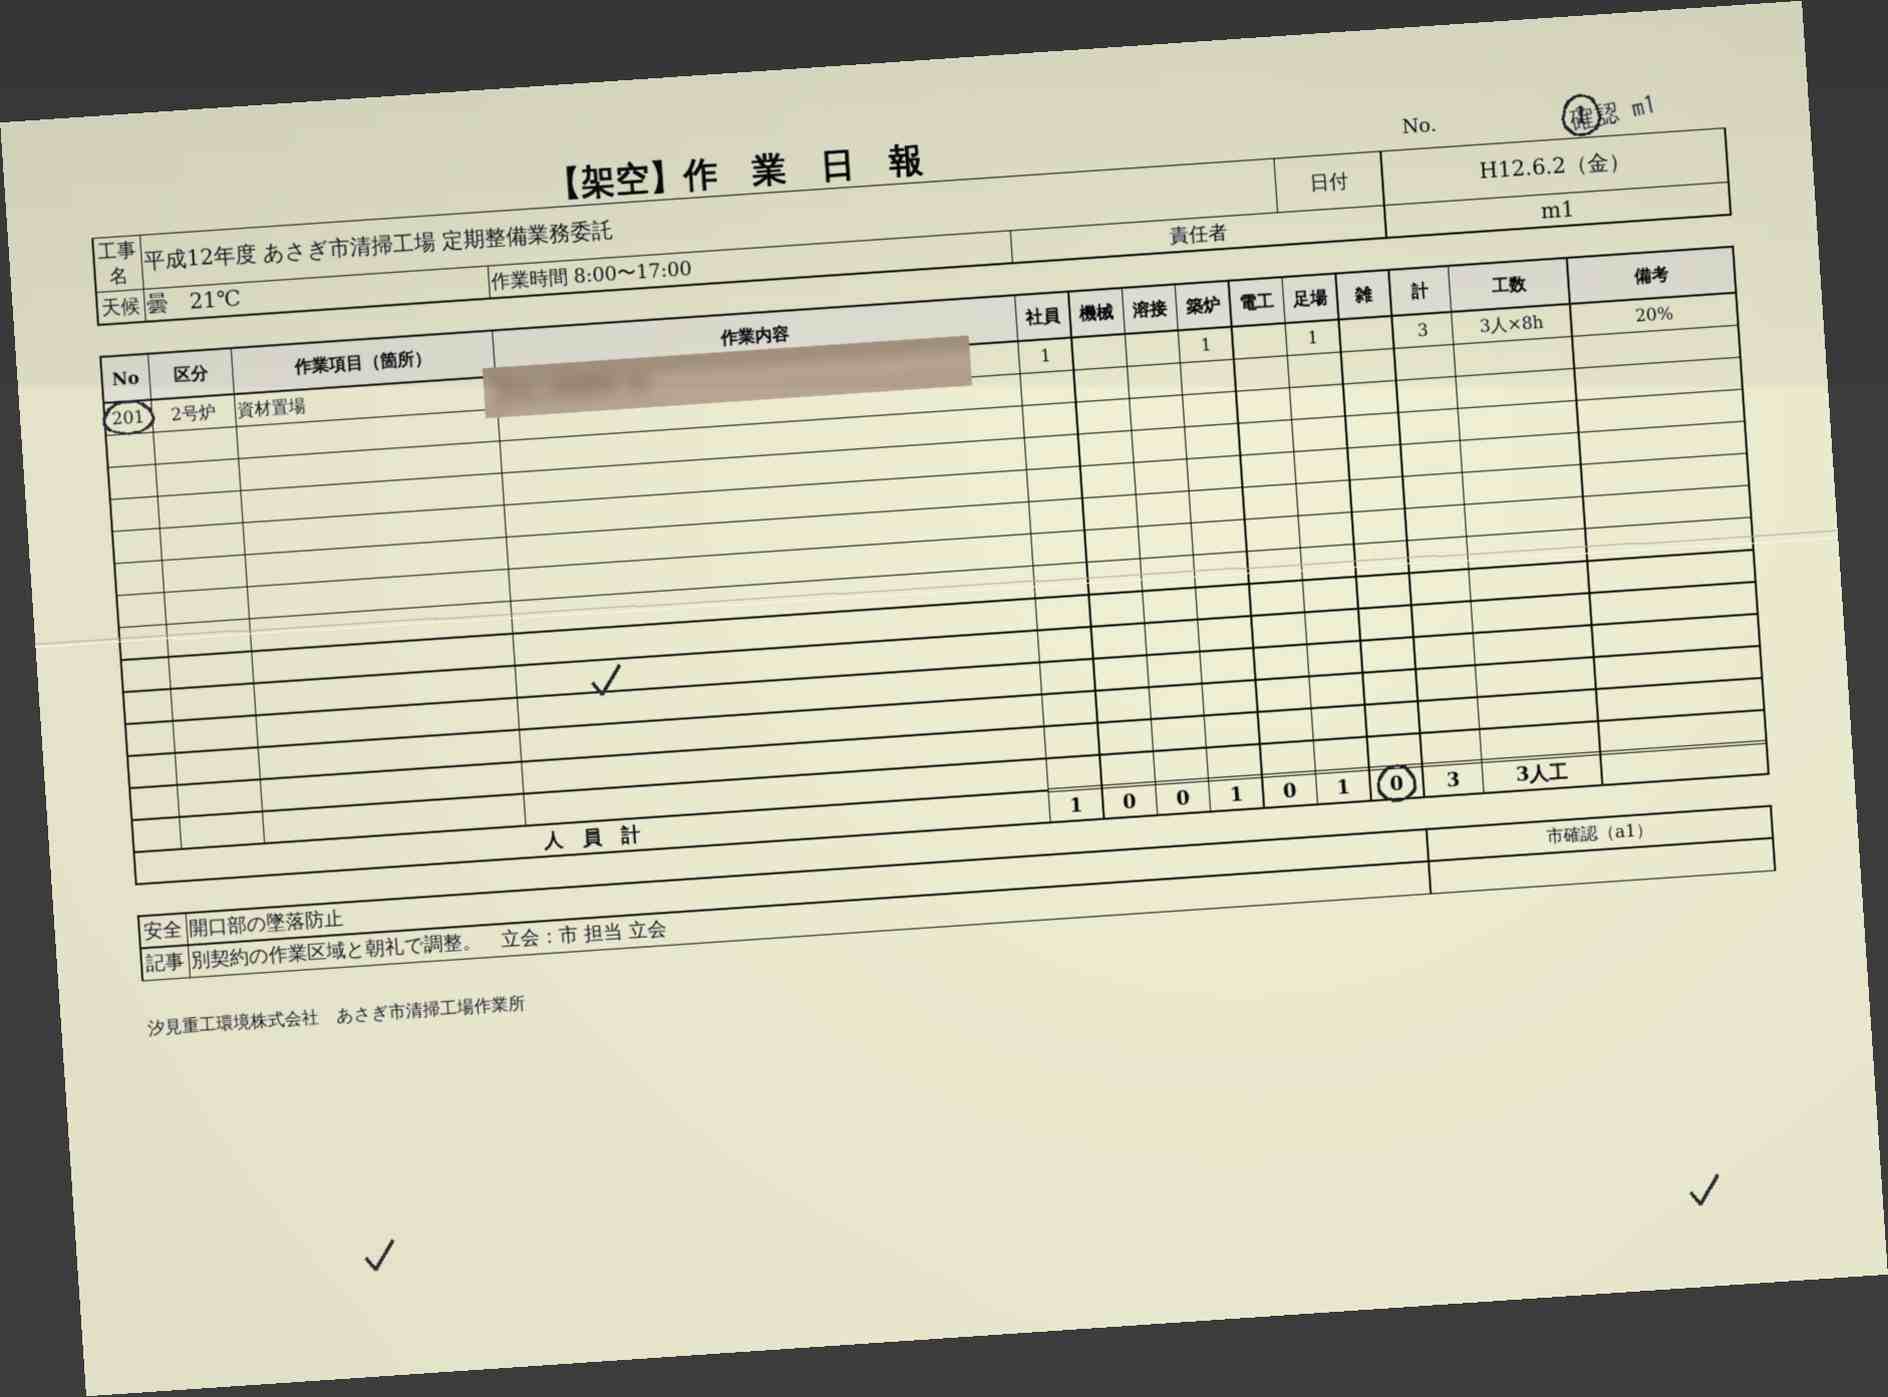 No. 1 確認 m1
【架空】作 業 日 報
工事名 平成12年度 あさぎ市清掃工場 定期整備業務委託 日付 H12.6.2（金）
天候 曇 21℃ 作業時間 8:00〜17:00 責任者 m1
No 区分 作業項目（箇所） 作業内容 社員 機械 溶接 築炉 電工 足場 雑 計 工数 備考
201 2号炉 資材置場 1 1 1 3 3人×8h 20%
人 員 計 1 0 0 1 0 1 0 3 3人工
市確認（a1）
安全 開口部の墜落防止
記事 別契約の作業区域と朝礼で調整。 立会：市 担当 立会
汐見重工環境株式会社 あさぎ市清掃工場作業所